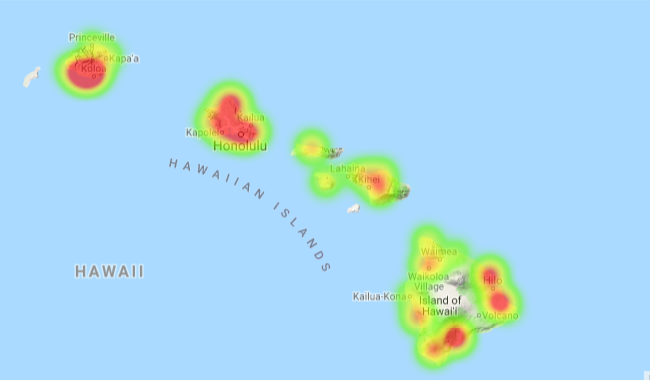 Princeville
Kapa'a
Koloa
Kailua
Kapolei
Honolulu
Lahaina
Kihei
HAWAIIAN ISLANDS
Waimea
HAWAII
Waikoloa
Village
Hilo
Kailua-Kona
Island of
Hawai'i
Volcano